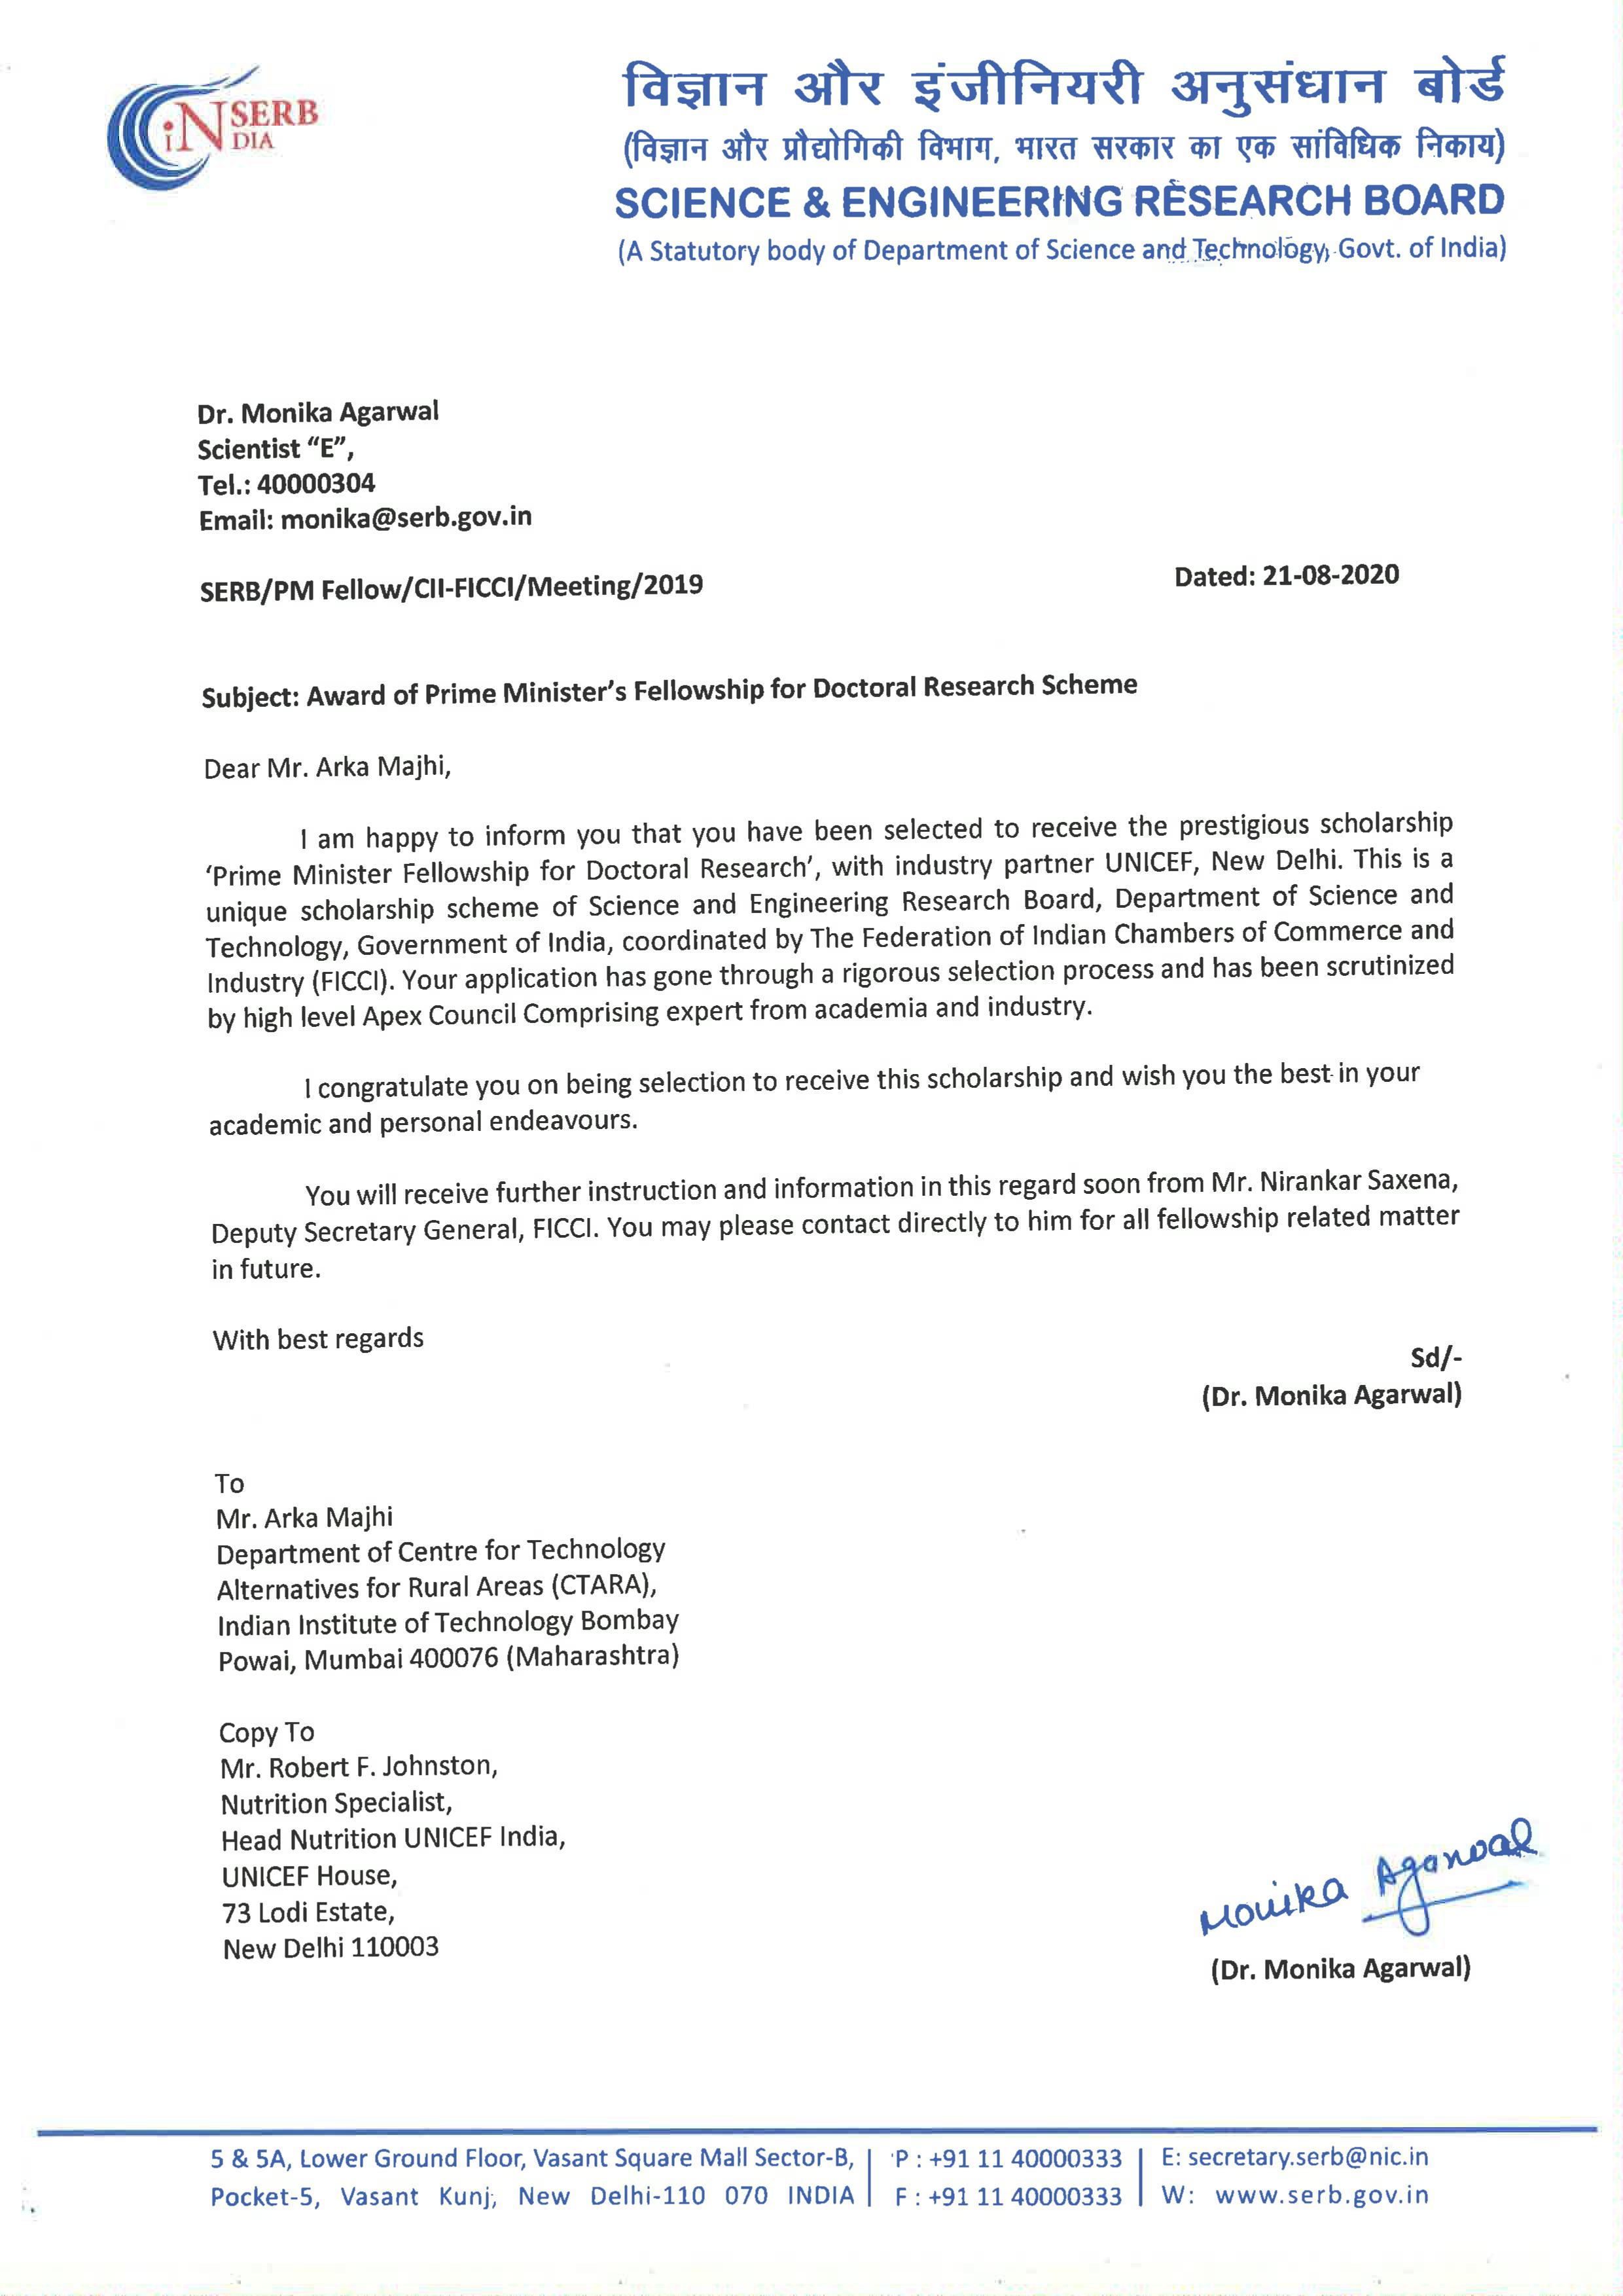 iN SERB
DIA
विज्ञान और इंजीनियरी अनुसंधान बोर्ड
(विज्ञान और प्रौद्योगिकी विभाग, भारत सरकार का एक सांविधिक निकाय)
SCIENCE & ENGINEERING RESEARCH BOARD
(A Statutory body of Department of Science and Technology, Govt. of India)
Dr. Monika Agarwal
Scientist “E”,
Tel.: 40000304
Email: monika@serb.gov.in
SERB/PM Fellow/CII-FICCI/Meeting/2019
Dated: 21-08-2020
Subject: Award of Prime Minister’s Fellowship for Doctoral Research Scheme
Dear Mr. Arka Majhi,
I am happy to inform you that you have been selected to receive the prestigious scholarship
‘Prime Minister Fellowship for Doctoral Research’, with industry partner UNICEF, New Delhi. This is a
unique scholarship scheme of Science and Engineering Research Board, Department of Science and
Technology, Government of India, coordinated by The Federation of Indian Chambers of Commerce and
Industry (FICCI). Your application has gone through a rigorous selection process and has been scrutinized
by high level Apex Council Comprising expert from academia and industry.
I congratulate you on being selection to receive this scholarship and wish you the best in your
academic and personal endeavours.
You will receive further instruction and information in this regard soon from Mr. Nirankar Saxena,
Deputy Secretary General, FICCI. You may please contact directly to him for all fellowship related matter
in future.
With best regards
Sd/-
(Dr. Monika Agarwal)
To
Mr. Arka Majhi
Department of Centre for Technology
Alternatives for Rural Areas (CTARA),
Indian Institute of Technology Bombay
Powai, Mumbai 400076 (Maharashtra)
Copy To
Mr. Robert F. Johnston,
Nutrition Specialist,
Head Nutrition UNICEF India,
UNICEF House,
73 Lodi Estate,
New Delhi 110003
Monika Agarwal
(Dr. Monika Agarwal)
5 & 5A, Lower Ground Floor, Vasant Square Mall Sector-B,
Pocket-5, Vasant Kunj, New Delhi-110 070 INDIA
P : +91 11 40000333
F : +91 11 40000333
E: secretary.serb@nic.in
W: www.serb.gov.in